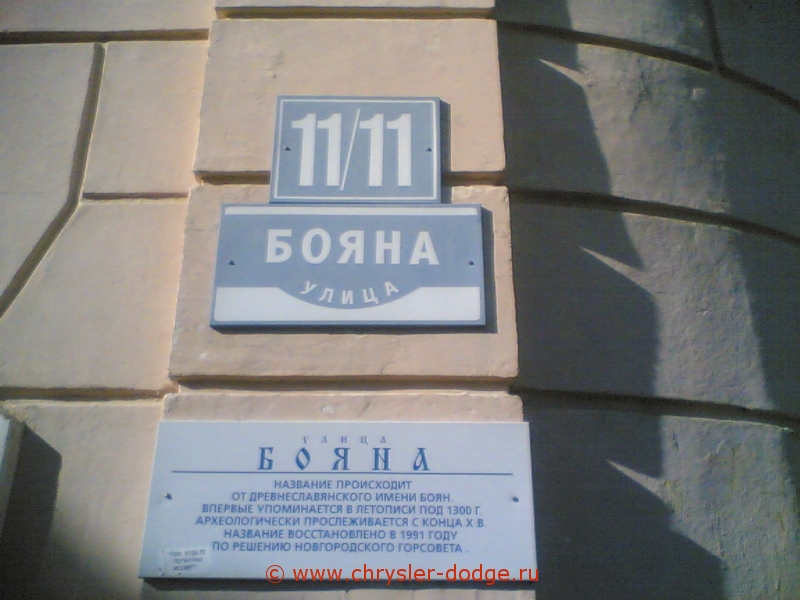 11/11
БОЯНА
УЛИЦА
УЛИЦА
БОЯНА
НАЗВАНИЕ ПРОИСХОДИТ
ОТ ДРЕВНЕСЛАВЯНСКОГО ИМЕНИ БОЯН.
ВПЕРВЫЕ УПОМИНАЕТСЯ В ЛЕТОПИСИ ПОД 1300 Г.
АРХЕОЛОГИЧЕСКИ ПРОСЛЕЖИВАЕТСЯ С КОНЦА X В.
НАЗВАНИЕ ВОССТАНОВЛЕНО В 1991 ГОДУ
ПО РЕШЕНИЮ НОВГОРОДСКОГО ГОРСОВЕТА.
© www.chrysler-dodge.ru